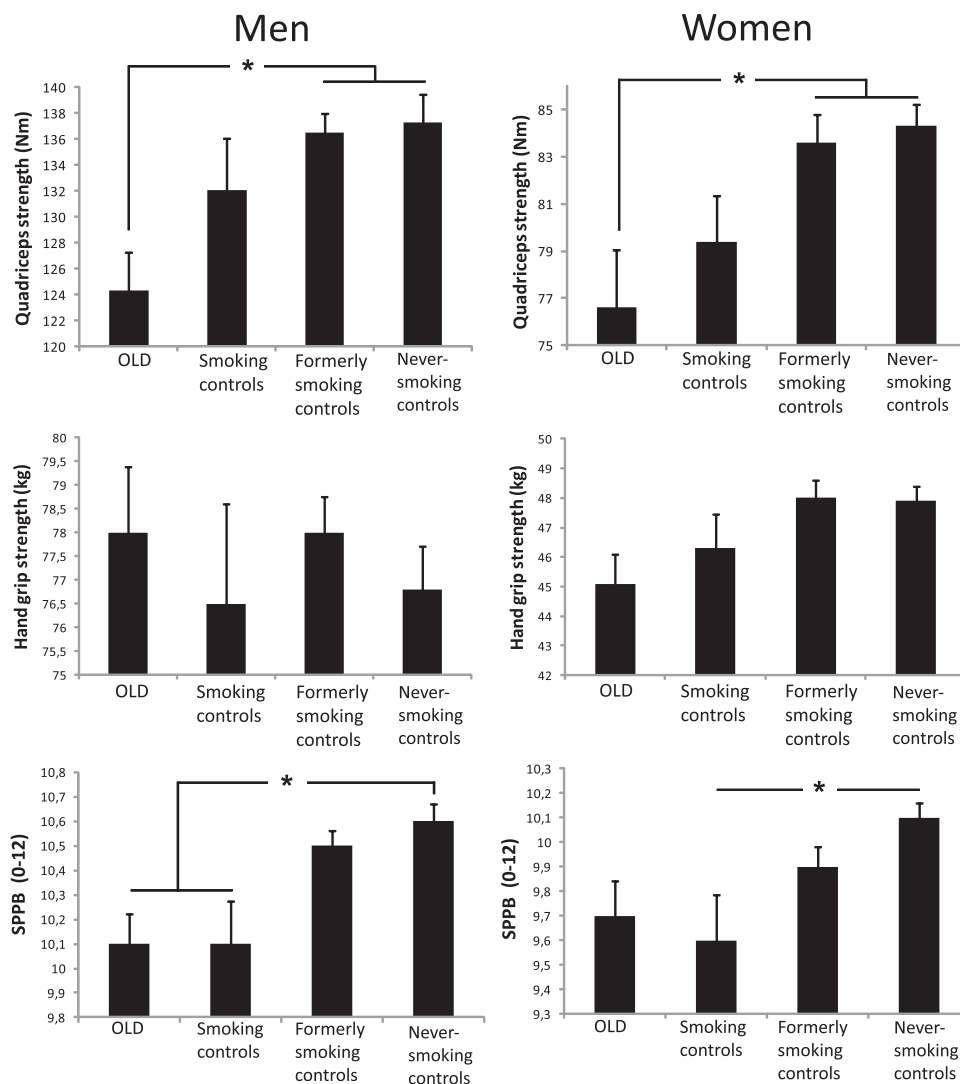 Men
Women
*
Quadriceps strength (Nm)
140
138
136
134
132
130
128
126
124
122
120
OLD
Smoking
controls
Formerly
smoking
controls
Never-
smoking
controls
*
Quadriceps strength (Nm)
85
83
81
79
77
75
OLD
Smoking
controls
Formerly
smoking
controls
Never-
smoking
controls
Hand grip strength (kg)
80
79,5
79
78,5
78
77,5
77
76,5
76
75,5
75
OLD
Smoking
controls
Formerly
smoking
controls
Never-
smoking
controls
Hand grip strength (kg)
50
49
48
47
46
45
44
43
42
OLD
Smoking
controls
Formerly
smoking
controls
Never-
smoking
controls
*
SPPB (0-12)
10,8
10,7
10,6
10,5
10,4
10,3
10,2
10,1
10
9,9
9,8
OLD
Smoking
controls
Formerly
smoking
controls
Never-
smoking
controls
*
SPPB (0-12)
10,3
10,2
10,1
10
9,9
9,8
9,7
9,6
9,5
9,4
9,3
OLD
Smoking
controls
Formerly
smoking
controls
Never-
smoking
controls